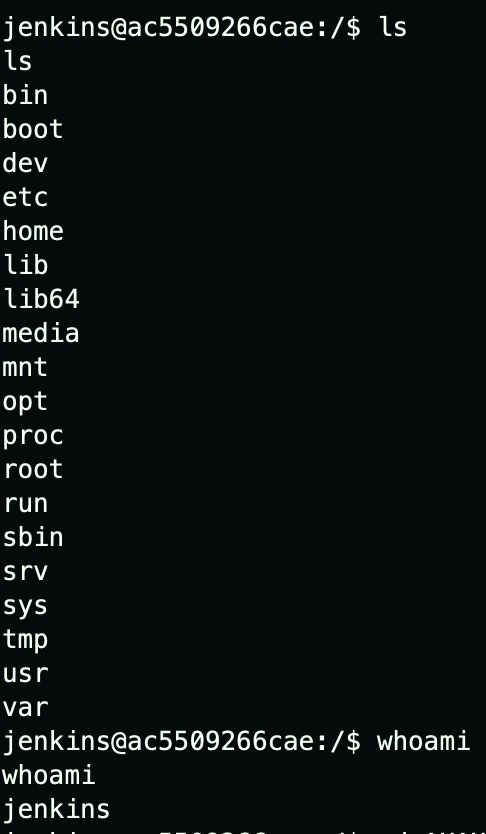 jenkins@ac5509266cae:/$ ls
ls
bin
boot
dev
etc
home
lib
lib64
media
mnt
opt
proc
root
run
sbin
srv
sys
tmp
usr
var
jenkins@ac5509266cae:/$ whoami
whoami
jenkins